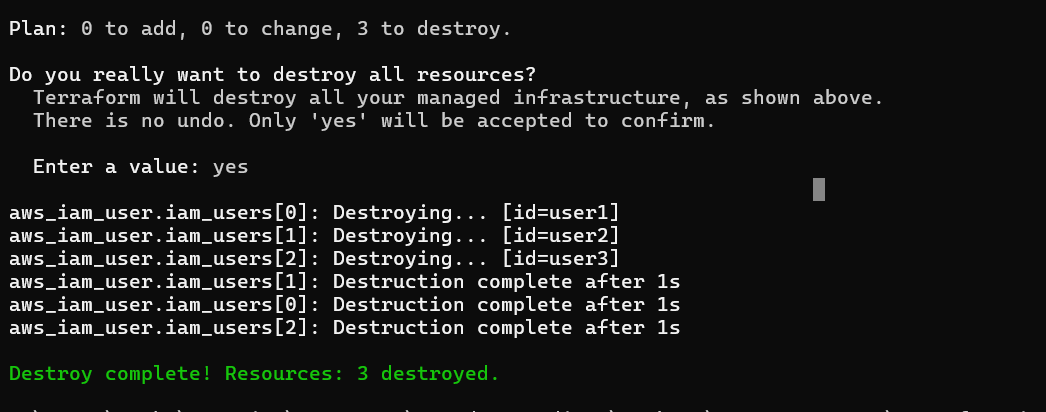 Plan: 0 to add, 0 to change, 3 to destroy.
Do you really want to destroy all resources?
Terraform will destroy all your managed infrastructure, as shown above.
There is no undo. Only 'yes' will be accepted to confirm.
Enter a value: yes
aws_iam_user.iam_users[0]: Destroying... [id=user1]
aws_iam_user.iam_users[1]: Destroying... [id=user2]
aws_iam_user.iam_users[2]: Destroying... [id=user3]
aws_iam_user.iam_users[1]: Destruction complete after 1s
aws_iam_user.iam_users[0]: Destruction complete after 1s
aws_iam_user.iam_users[2]: Destruction complete after 1s
Destroy complete! Resources: 3 destroyed.